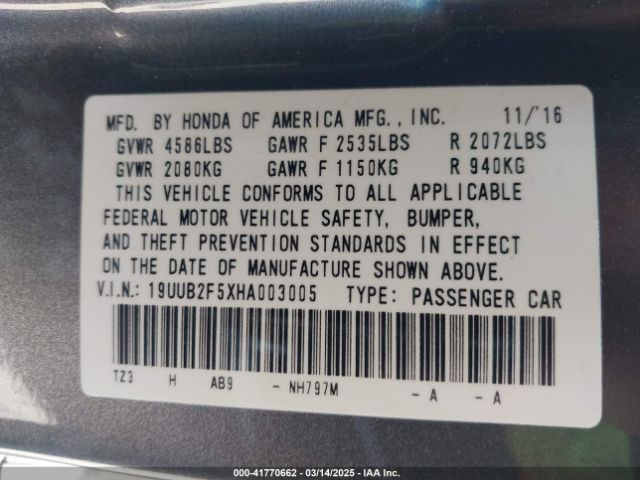 MFD. BY HONDA OF AMERICA MFG., INC. 11/'16
GVWR 4586LBS GAWR F 2535LBS R 2072LBS
GVWR 2080KG GAWR F 1150KG R 940KG
THIS VEHICLE CONFORMS TO ALL APPLICABLE
FEDERAL MOTOR VEHICLE SAFETY, BUMPER,
AND THEFT PREVENTION STANDARDS IN EFFECT
ON THE DATE OF MANUFACTURE SHOWN ABOVE.
V.I.N.: 19UUB2F5XHA003005 TYPE: PASSENGER CAR
TZ3 H AB9 - NH797M - A - A
000-41770662 - 03/14/2025 - IAA Inc.